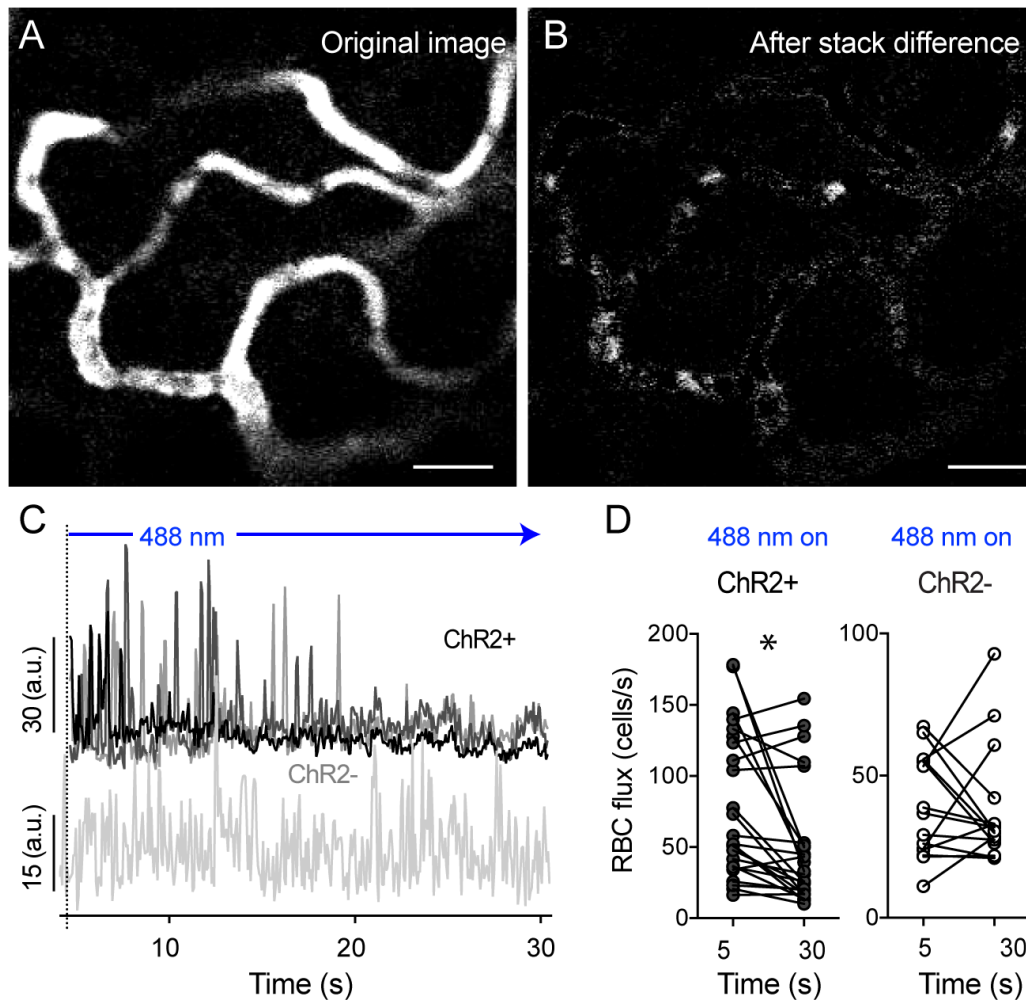 A
Original image
B
After stack difference
C
488 nm
ChR2+
ChR2-
30 (a.u.)
15 (a.u.)
10
20
30
Time (s)
D
488 nm on
488 nm on
ChR2+
ChR2-
200
150
100
50
0
*
100
50
0
RBC flux (cells/s)
5
30
5
30
Time (s)
Time (s)